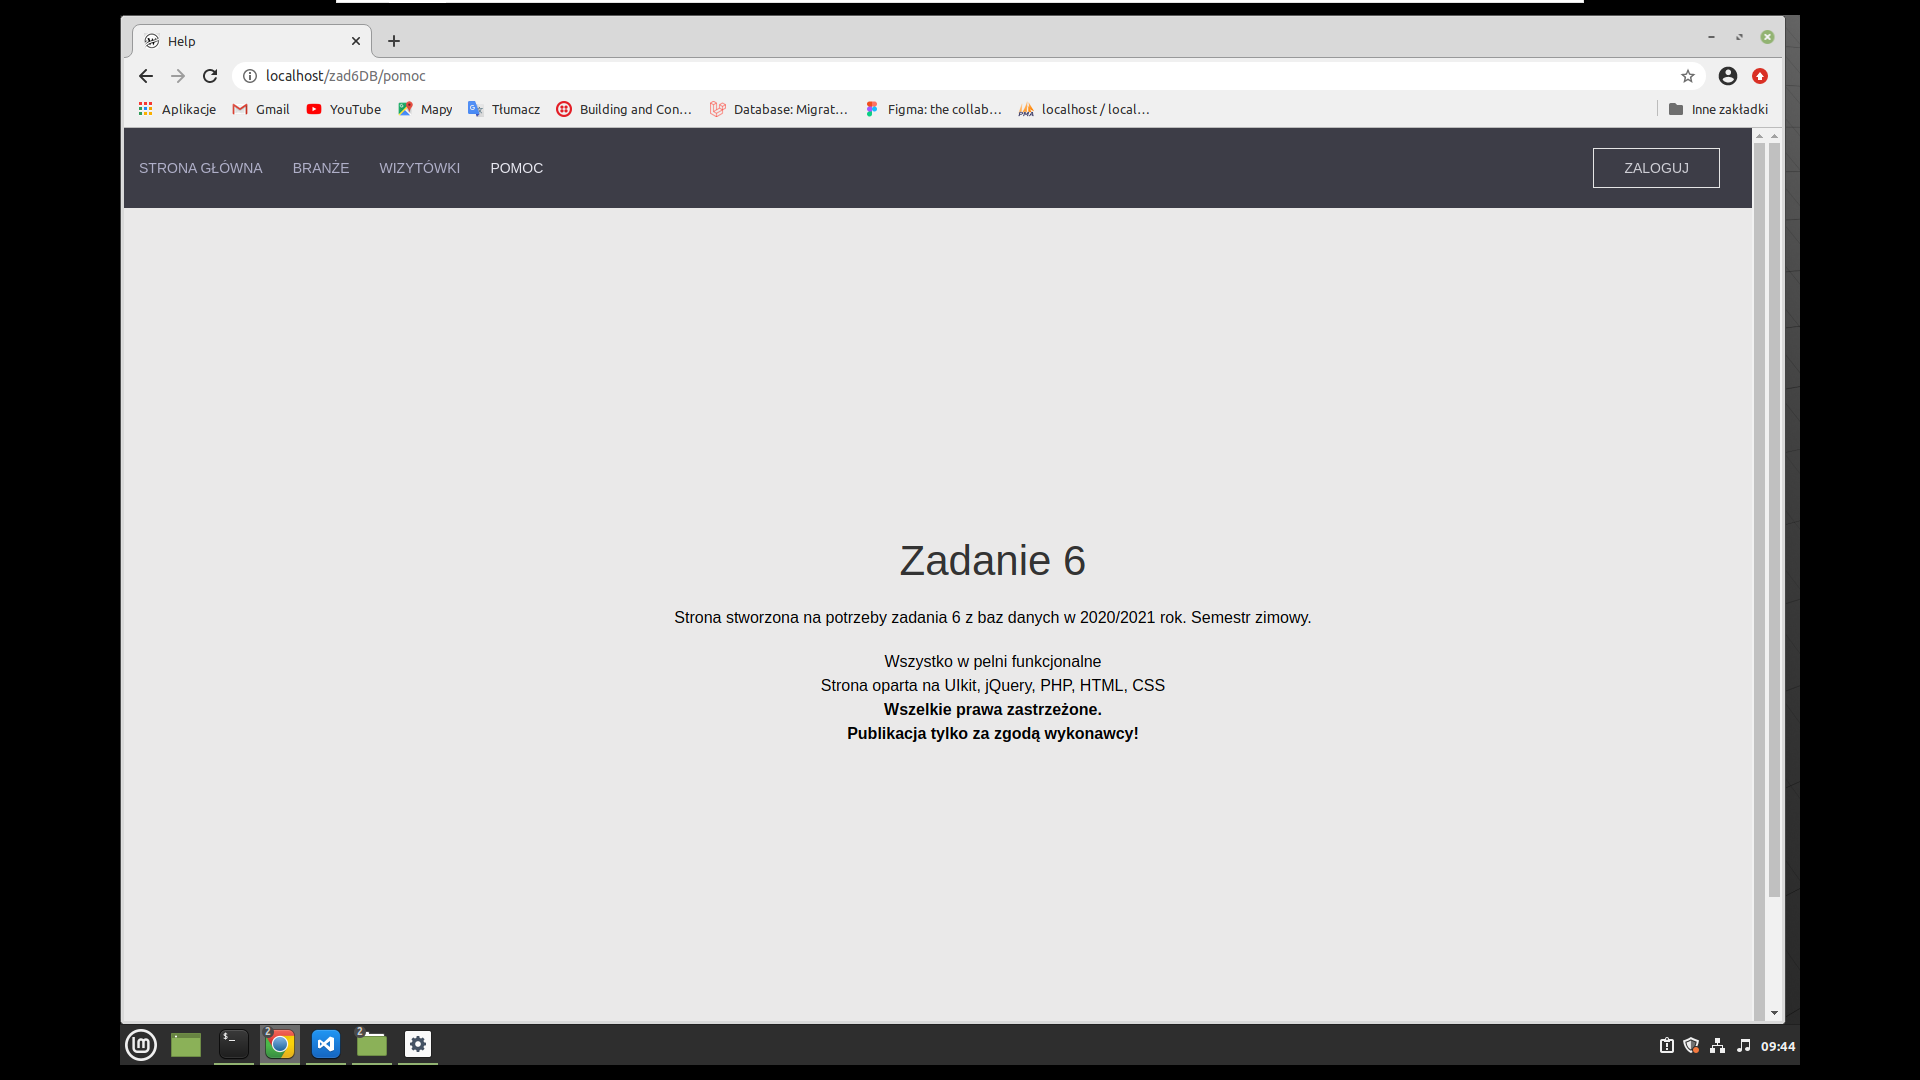 Help
localhost/zad6DB/pomoc
Aplikacje Gmail YouTube Mapy Tłumacz Building and Con... Database: Migrat... Figma: the collab... localhost / local... Inne zakładki
STRONA GŁÓWNA BRANŻE WIZYTÓWKI POMOC ZALOGUJ
Zadanie 6
Strona stworzona na potrzeby zadania 6 z baz danych w 2020/2021 rok. Semestr zimowy.
Wszystko w pelni funkcjonalne
Strona oparta na UIkit, jQuery, PHP, HTML, CSS
Wszelkie prawa zastrzeżone.
Publikacja tylko za zgodą wykonawcy!
2 2 09:44